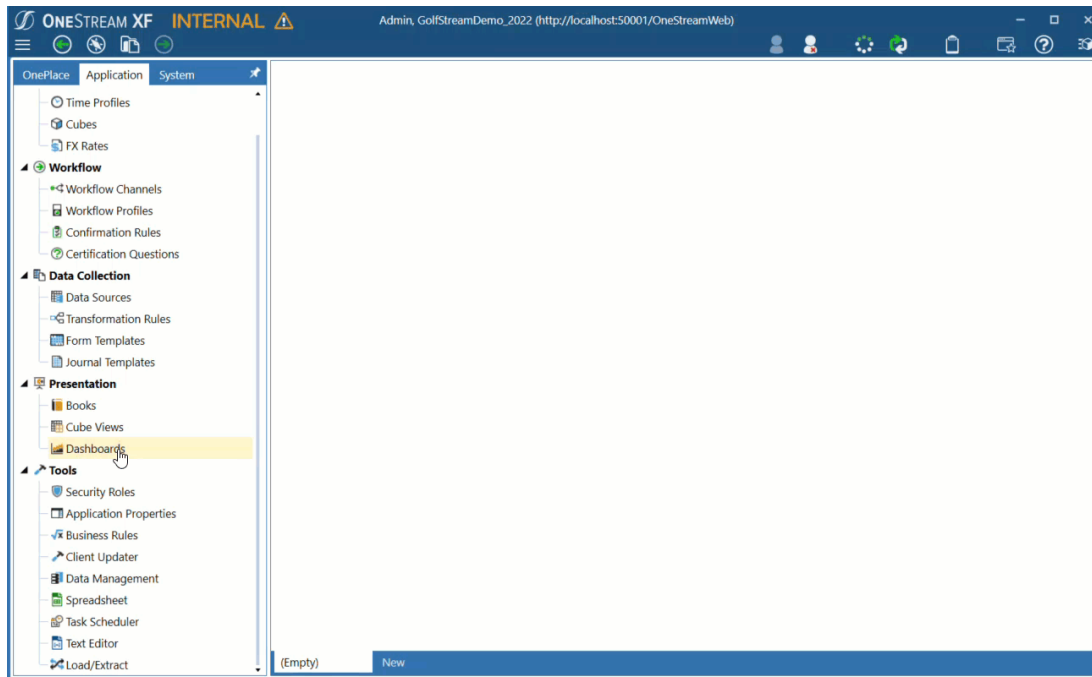 ONESTREAM XF INTERNAL
Admin, GolfStreamDemo_2022 (http://localhost:50001/OneStreamWeb)
OnePlace Application System
Time Profiles
Cubes
FX Rates
Workflow
Workflow Channels
Workflow Profiles
Confirmation Rules
Certification Questions
Data Collection
Data Sources
Transformation Rules
Form Templates
Journal Templates
Presentation
Books
Cube Views
Dashboards
Tools
Security Roles
Application Properties
Business Rules
Client Updater
Data Management
Spreadsheet
Task Scheduler
Text Editor
Load/Extract
(Empty) New